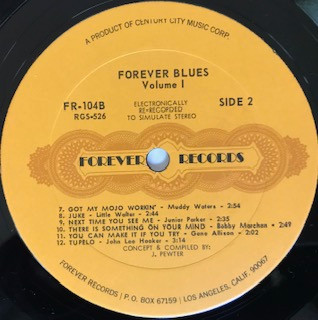 A PRODUCT OF CENTURY CITY MUSIC CORP.
FOREVER BLUES
Volume I
FR-104B
RGS-526
ELECTRONICALLY
RE-RECORDED
TO SIMULATE STEREO
SIDE 2
FOREVER RECORDS
7. GOT MY MOJO WORKIN' - Muddy Waters - 2:54
8. JUKE - Little Walter - 2:44
9. NEXT TIME YOU SEE ME - Junior Parker - 2:35
10. THERE IS SOMETHING ON YOUR MIND - Bobby Marchan - 2:49
11. YOU CAN MAKE IT IF YOU TRY - Gene Allison - 2:02
12. TUPELO - John Lee Hooker - 3:14
CONCEPT & COMPILED BY:
J. PEWTER
FOREVER RECORDS / P.O. BOX 67159 / LOS ANGELES, CALIF. 90067